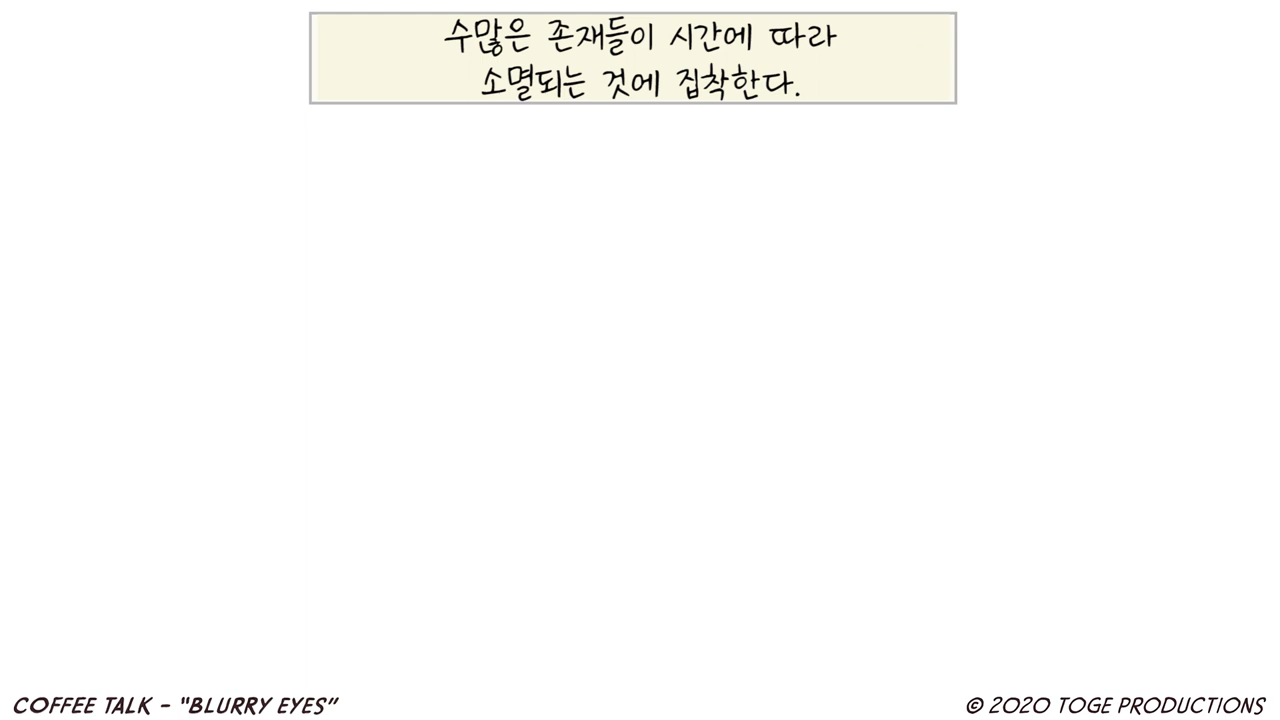 수많은 존재들이 시간에 따라
소멸되는 것에 집착한다.
COFFEE TALK - "BLURRY EYES"
© 2020 TOGE PRODUCTIONS